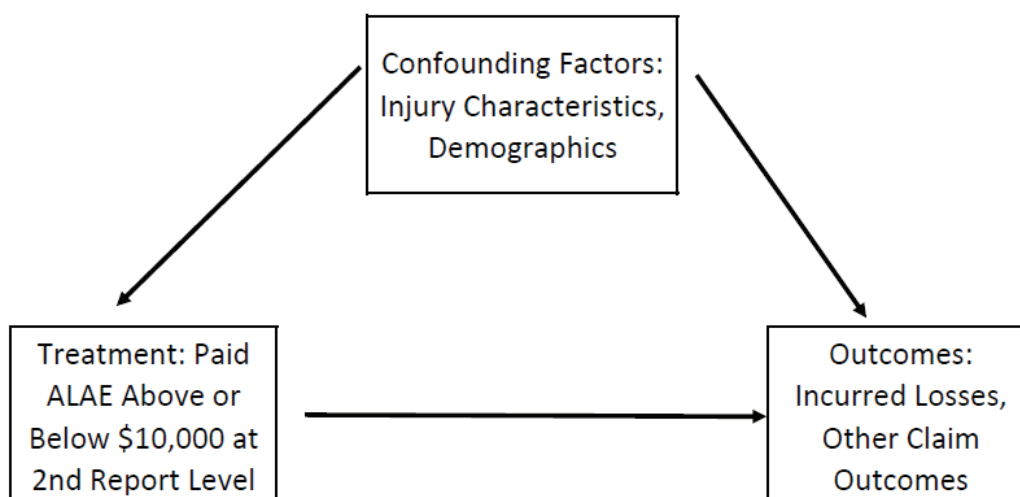 Confounding Factors:
Injury Characteristics,
Demographics
Treatment: Paid
ALAE Above or
Below $10,000 at
2nd Report Level
Outcomes:
Incurred Losses,
Other Claim
Outcomes